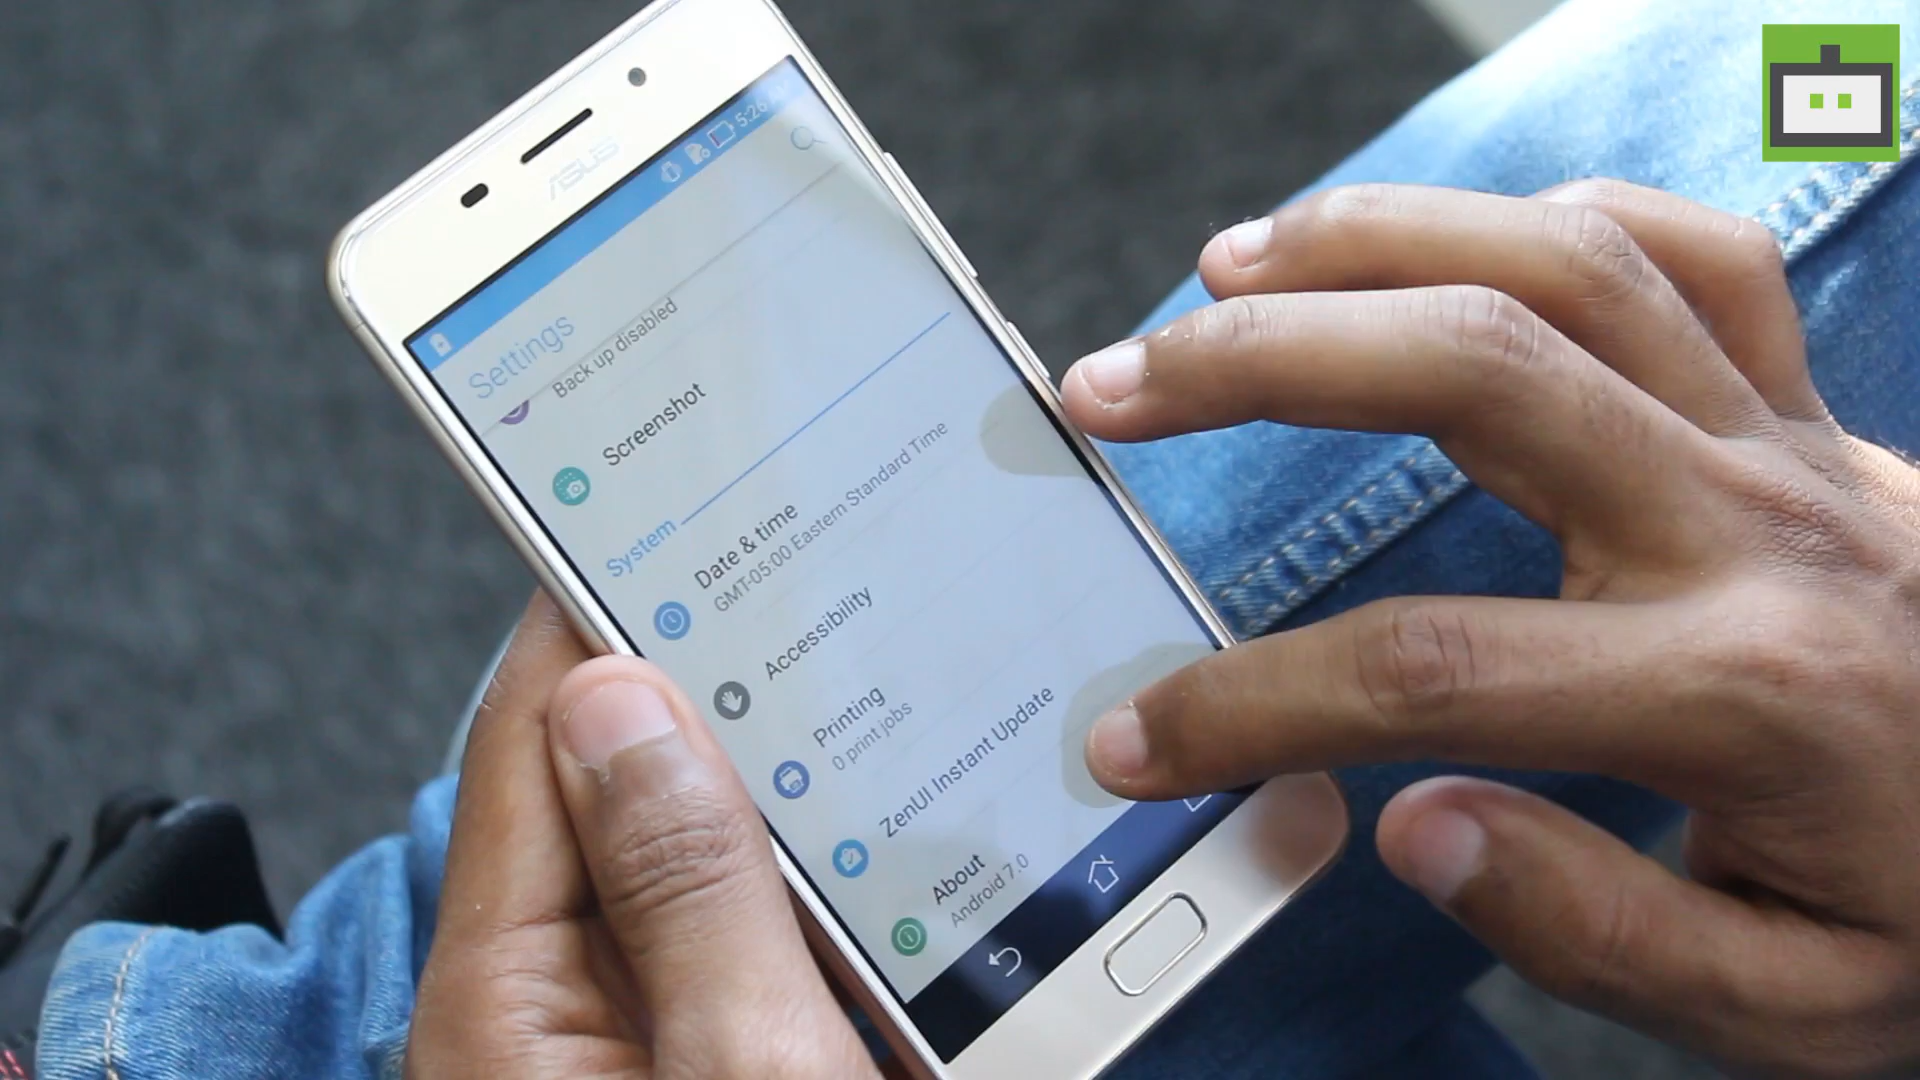 ASUS
5:26
Settings
Back up disabled
Screenshot
System
Date & time
GMT-05:00 Eastern Standard Time
Accessibility
Printing
0 print jobs
ZenUI Instant Update
About
Android 7.0